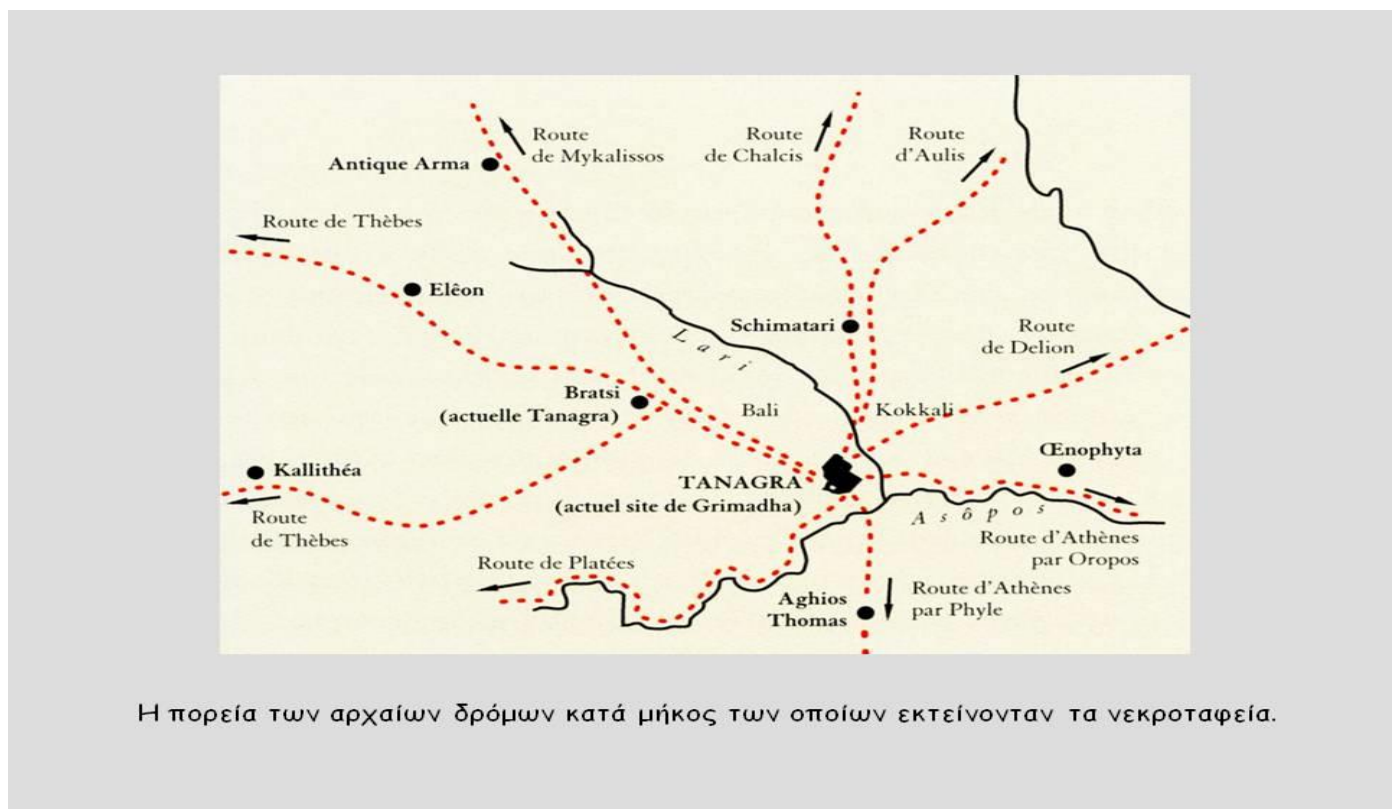 Route
de Mykalissos
Route
de Chalcis
Route
d'Aulis
Antique Arma
Route de Thèbes
Elêon
Schimatari
Route
de Delion
Lari
Bratsi
(actuelle Tanagra)
Bali
Kokkali
Kallithéa
TANAGRA
(actuel site de Grimadha)
Œnophyta
Route
de Thèbes
Asôpos
Route d'Athènes
par Oropos
Route de Platées
Aghios
Thomas
Route d'Athènes
par Phyle
Η πορεία των αρχαίων δρόμων κατά μήκος των οποίων εκτείνονταν τα νεκροταφεία.